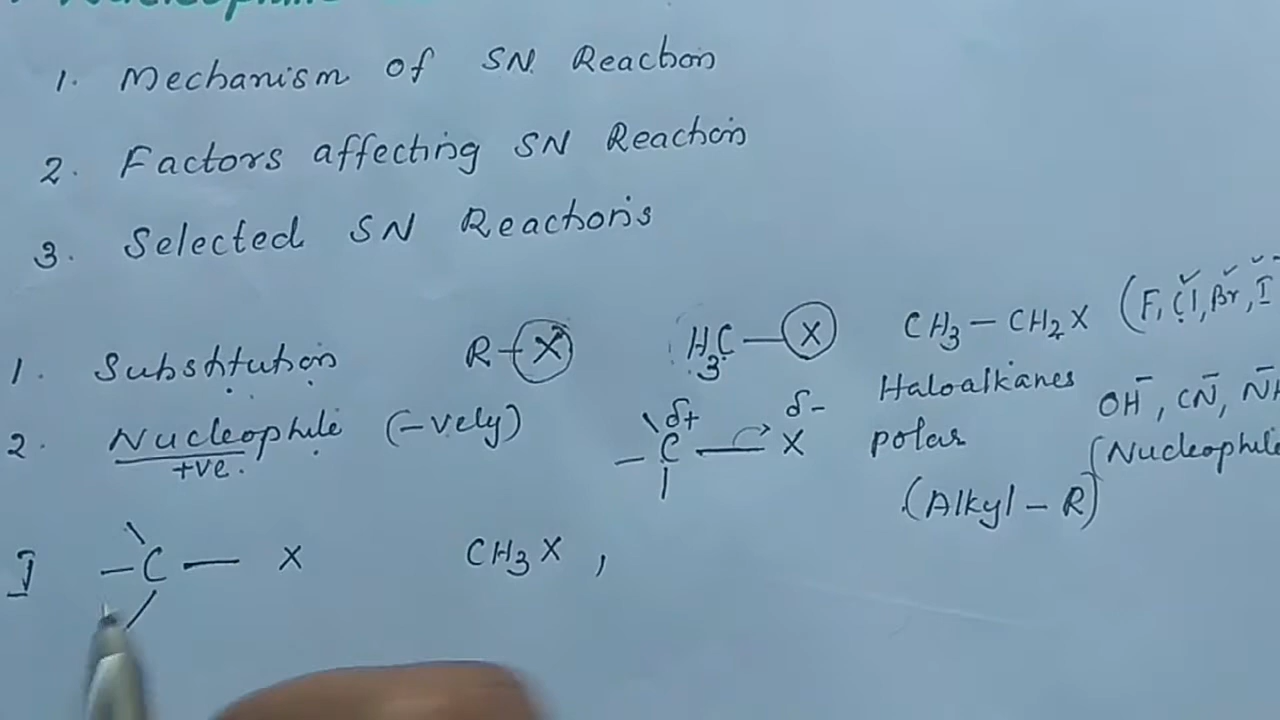 1. Mechanism of SN Reaction
2. Factors affecting SN Reaction
3. Selected SN Reactions
1. Substitution R-X H3C-X CH3-CH2X (F, Cl, Br, I
Haloalkanes OH⁻, CN⁻,
2. Nucleophile (-vely) C δ+ — X δ- polar (Nucleophile
+ve. (Alkyl-R)
I -C-X CH3X,